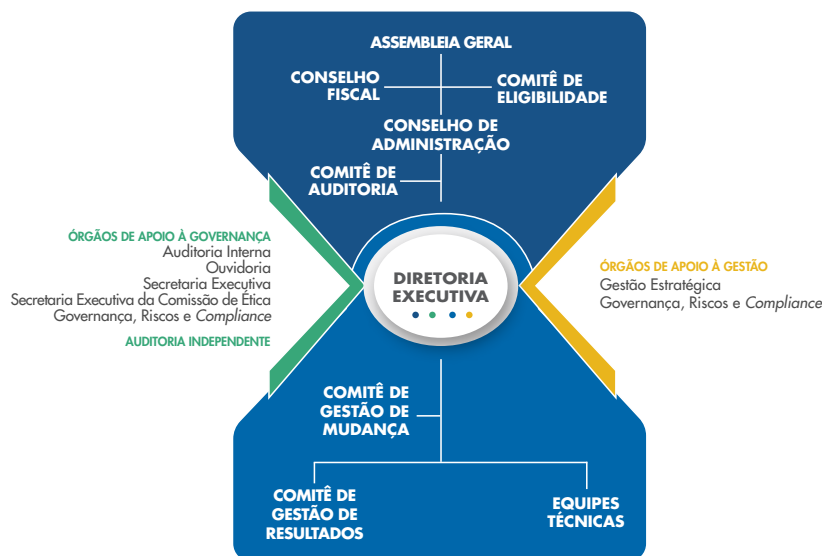 ASSEMBLEIA GERAL
CONSELHO
FISCAL
COMITÊ DE
ELIGIBILIDADE
CONSELHO DE
ADMINISTRAÇÃO
COMITÊ DE
AUDITORIA
ÓRGÃOS DE APOIO À GOVERNANÇA
Auditoria Interna
Ouvidoria
Secretaria Executiva
Secretaria Executiva da Comissão de Ética
Governança, Riscos e Compliance
AUDITORIA INDEPENDENTE
DIRETORIA
EXECUTIVA
ÓRGÃOS DE APOIO À GESTÃO
Gestão Estratégica
Governança, Riscos e Compliance
COMITÊ DE
GESTÃO DE
MUDANÇA
COMITÊ DE
GESTÃO DE
RESULTADOS
EQUIPES
TÉCNICAS